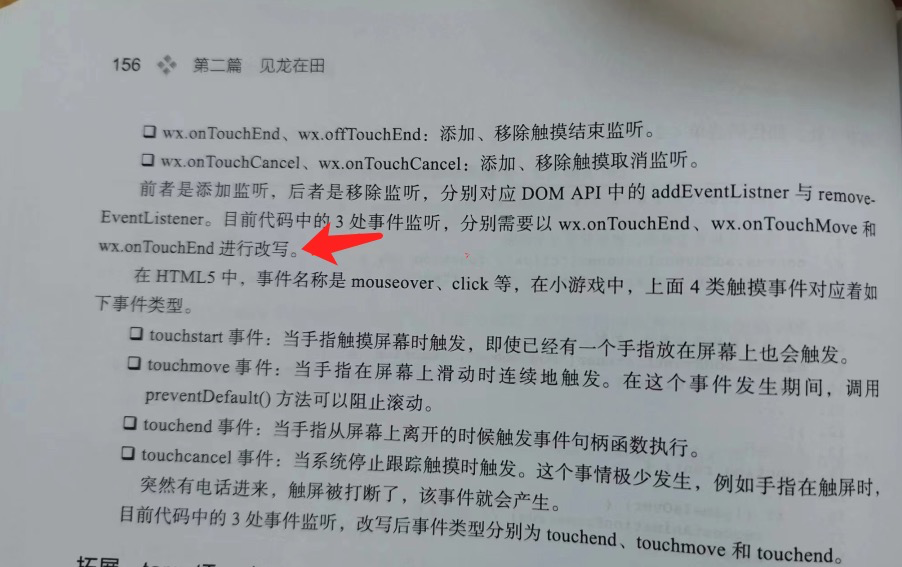 156 第二篇 见龙在田
❑ wx.onTouchEnd、wx.offTouchEnd：添加、移除触摸结束监听。
❑ wx.onTouchCancel、wx.onTouchCancel：添加、移除触摸取消监听。
前者是添加监听，后者是移除监听，分别对应 DOM API 中的 addEventListner 与 remove-
EventListener。目前代码中的 3 处事件监听，分别需要以 wx.onTouchEnd、wx.onTouchMove 和
wx.onTouchEnd 进行改写。
在 HTML5 中，事件名称是 mouseover、click 等，在小游戏中，上面 4 类触摸事件对应着如
下事件类型。
❑ touchstart 事件：当手指触摸屏幕时触发，即使已经有一个手指放在屏幕上也会触发。
❑ touchmove 事件：当手指在屏幕上滑动时连续地触发。在这个事件发生期间，调用
preventDefault() 方法可以阻止滚动。
❑ touchend 事件：当手指从屏幕上离开的时候触发事件句柄函数执行。
❑ touchcancel 事件：当系统停止跟踪触摸时触发。这个事情极少发生，例如手指在触屏时，
突然有电话进来，触屏被打断了，该事件就会产生。
目前代码中的 3 处事件监听，改写后事件类型分别为 touchend、touchmove 和 touchend。
拓展